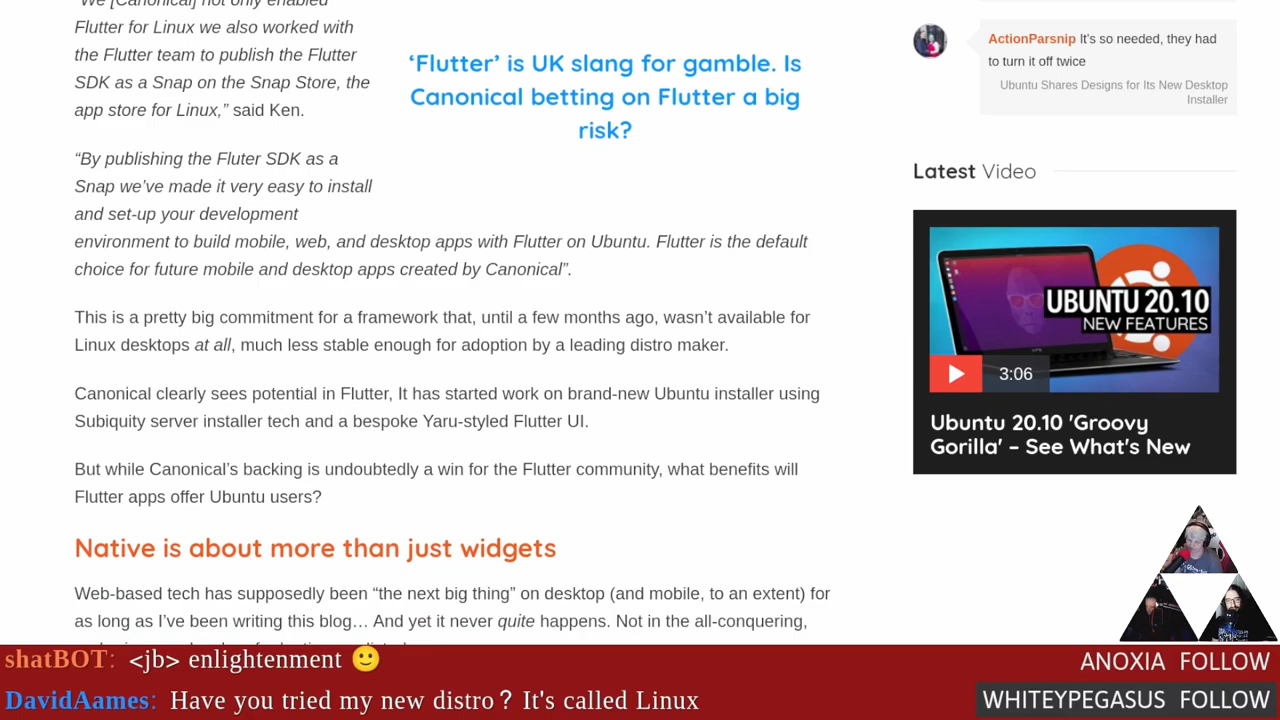 "We [Canonical] not only enabled
Flutter for Linux we also worked with
the Flutter team to publish the Flutter
SDK as a Snap on the Snap Store, the
app store for Linux," said Ken.
‘Flutter’ is UK slang for gamble. Is
Canonical betting on Flutter a big
risk?
“By publishing the Fluter SDK as a
Snap we’ve made it very easy to install
and set-up your development
environment to build mobile, web, and desktop apps with Flutter on Ubuntu. Flutter is the default
choice for future mobile and desktop apps created by Canonical”.
This is a pretty big commitment for a framework that, until a few months ago, wasn’t available for
Linux desktops at all, much less stable enough for adoption by a leading distro maker.
Canonical clearly sees potential in Flutter, It has started work on brand-new Ubuntu installer using
Subiquity server installer tech and a bespoke Yaru-styled Flutter UI.
But while Canonical’s backing is undoubtedly a win for the Flutter community, what benefits will
Flutter apps offer Ubuntu users?
Native is about more than just widgets
Web-based tech has supposedly been “the next big thing” on desktop (and mobile, to an extent) for
as long as I’ve been writing this blog… And yet it never quite happens. Not in the all-conquering,
ActionParsnip It's so needed, they had
to turn it off twice
Ubuntu Shares Designs for Its New Desktop
Installer
Latest Video
UBUNTU 20.10
NEW FEATURES
3:06
Ubuntu 20.10 'Groovy
Gorilla' – See What's New
shatBOT: <jb> enlightenment 🙂
DavidAames: Have you tried my new distro? It's called Linux
ANOXIA FOLLOW
WHITEYPEGASUS FOLLOW